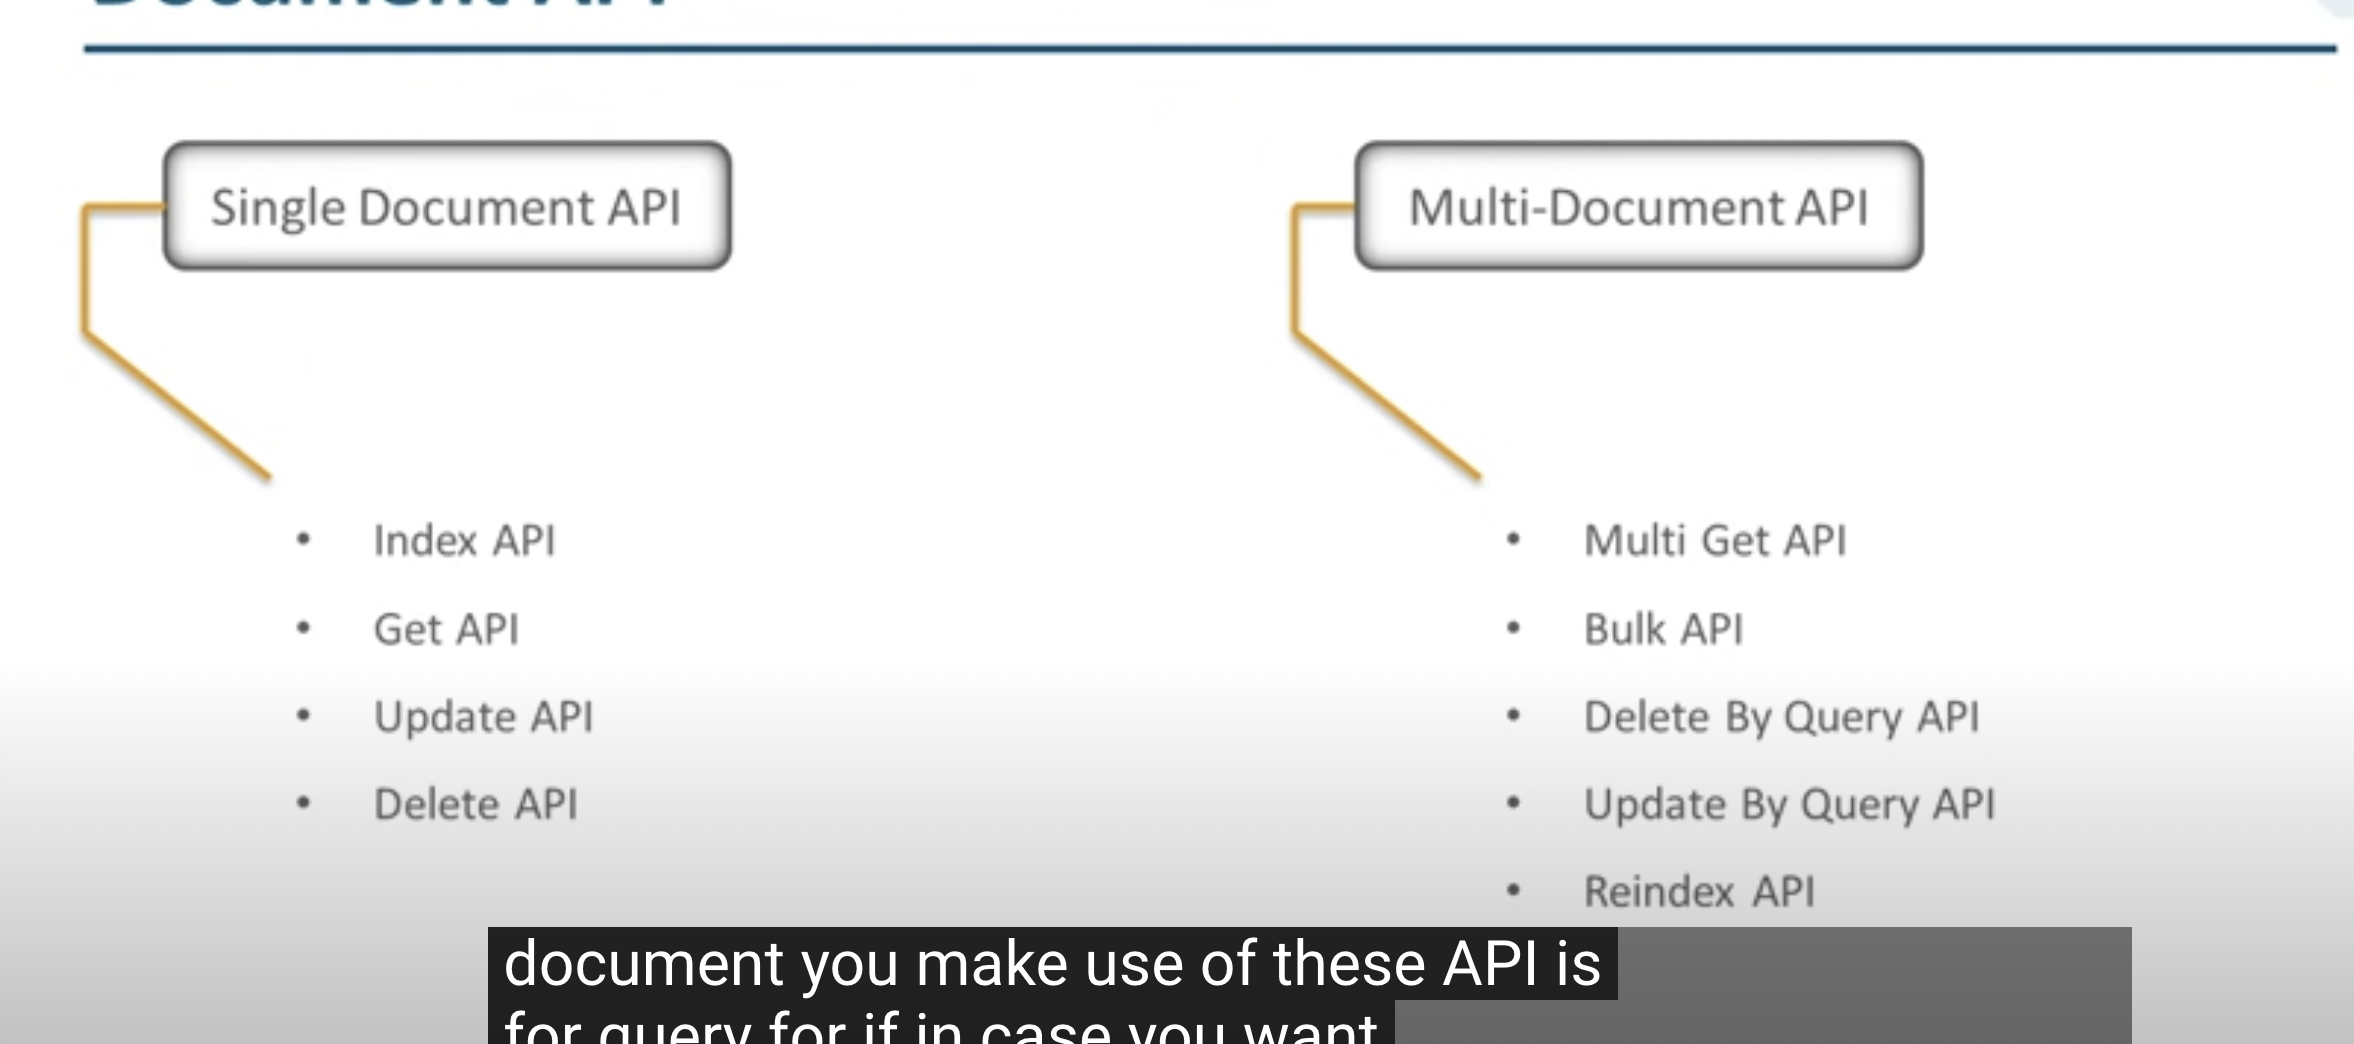 Document API
Single Document API
Index API
Get API
Update API
Delete API
Multi-Document API
Multi Get API
Bulk API
Delete By Query API
Update By Query API
Reindex API
document you make use of these API is
for query for if in case you want